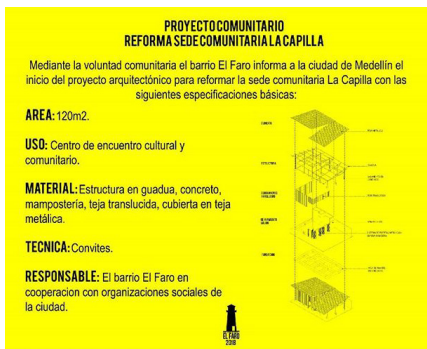 PROYECTO COMUNITARIO
REFORMA SEDE COMUNITARIA LA CAPILLA
Mediante la voluntad comunitaria el barrio El Faro informa a la ciudad de Medellín el
inicio del proyecto arquitectónico para reformar la sede comunitaria La Capilla con las
siguientes especificaciones básicas:
AREA: 120m2.
USO: Centro de encuentro cultural y
comunitario.
MATERIAL: Estructura en guadua, concreto,
mampostería, teja translucida, cubierta en teja
metálica.
TECNICA: Convites.
RESPONSABLE: El barrio El Faro en
cooperacion con organizaciones sociales de
la ciudad.
EL FARO
2018